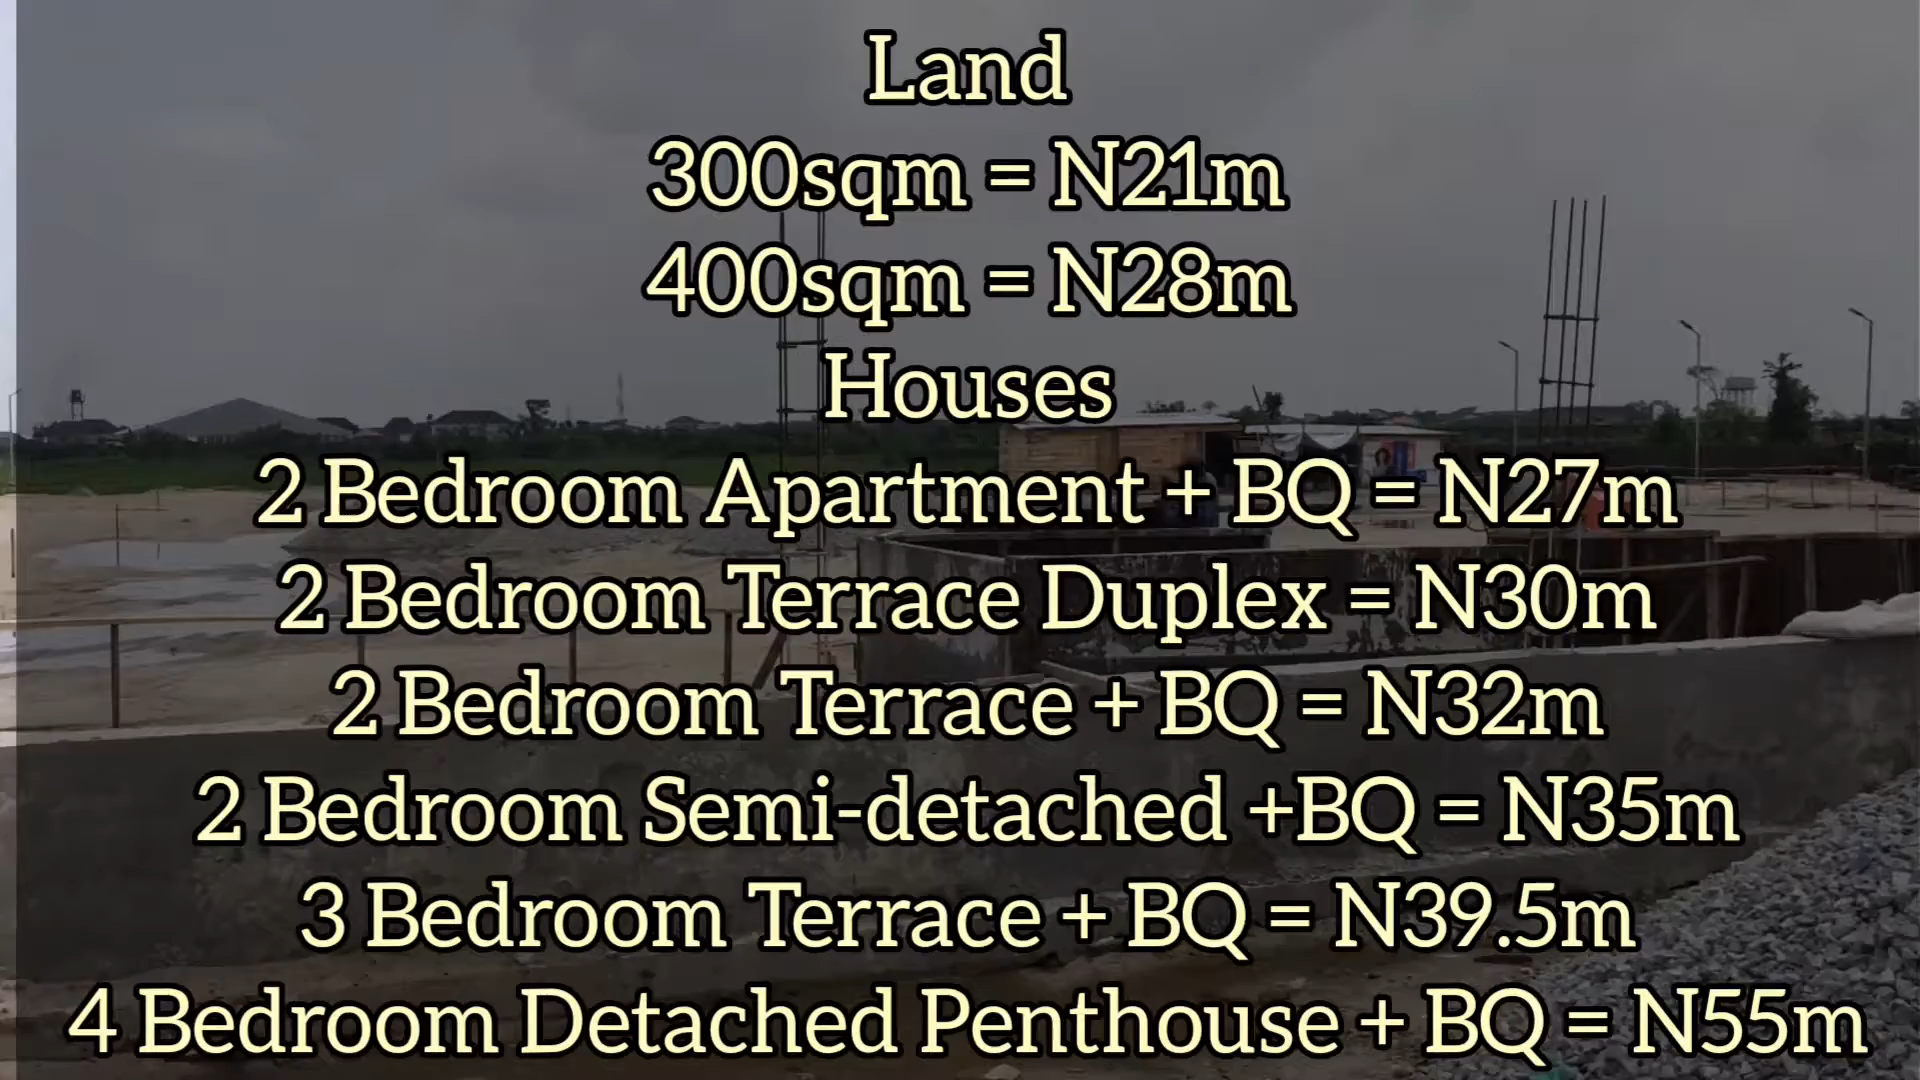 Land
300sqm = N21m
400sqm = N28m
Houses
2 Bedroom Apartment + BQ = N27m
2 Bedroom Terrace Duplex = N30m
2 Bedroom Terrace + BQ = N32m
2 Bedroom Semi-detached +BQ = N35m
3 Bedroom Terrace + BQ = N39.5m
4 Bedroom Detached Penthouse + BQ = N55m